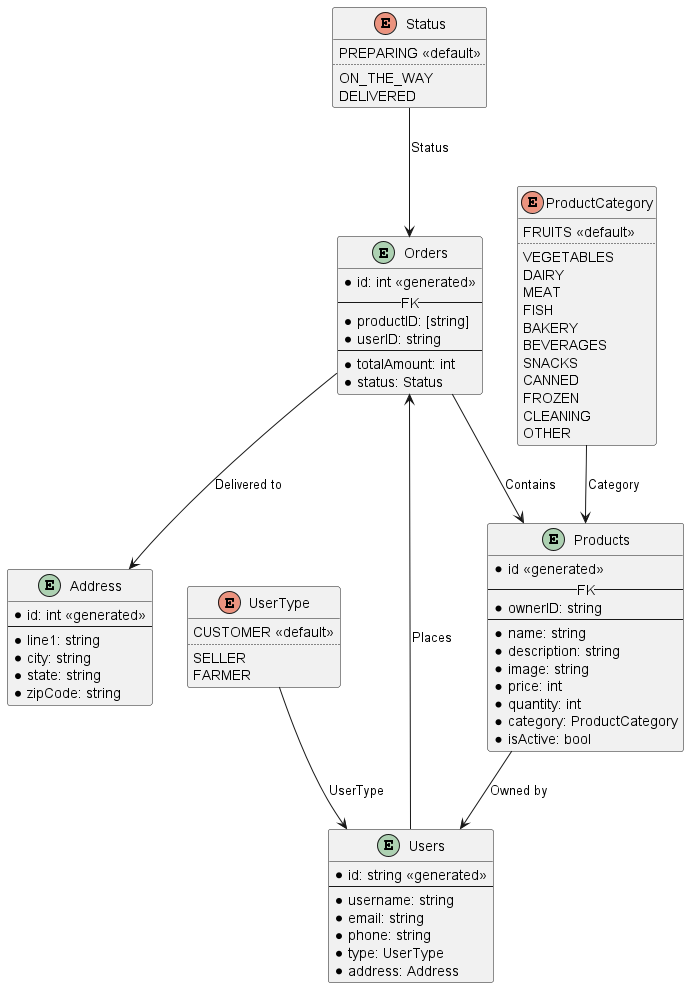 E Status
PREPARING «default»
ON_THE_WAY
DELIVERED
Status
E ProductCategory
FRUITS «default»
VEGETABLES
DAIRY
MEAT
FISH
BAKERY
BEVERAGES
SNACKS
CANNED
FROZEN
CLEANING
OTHER
E Orders
id: int «generated»
FK
productID: [string]
userID: string
totalAmount: int
status: Status
Delivered to
Contains
Category
E Products
id «generated»
FK
ownerID: string
name: string
description: string
image: string
price: int
quantity: int
category: ProductCategory
isActive: bool
E Address
id: int «generated»
line1: string
city: string
state: string
zipCode: string
E UserType
CUSTOMER «default»
SELLER
FARMER
Places
UserType
Owned by
E Users
id: string «generated»
username: string
email: string
phone: string
type: UserType
address: Address